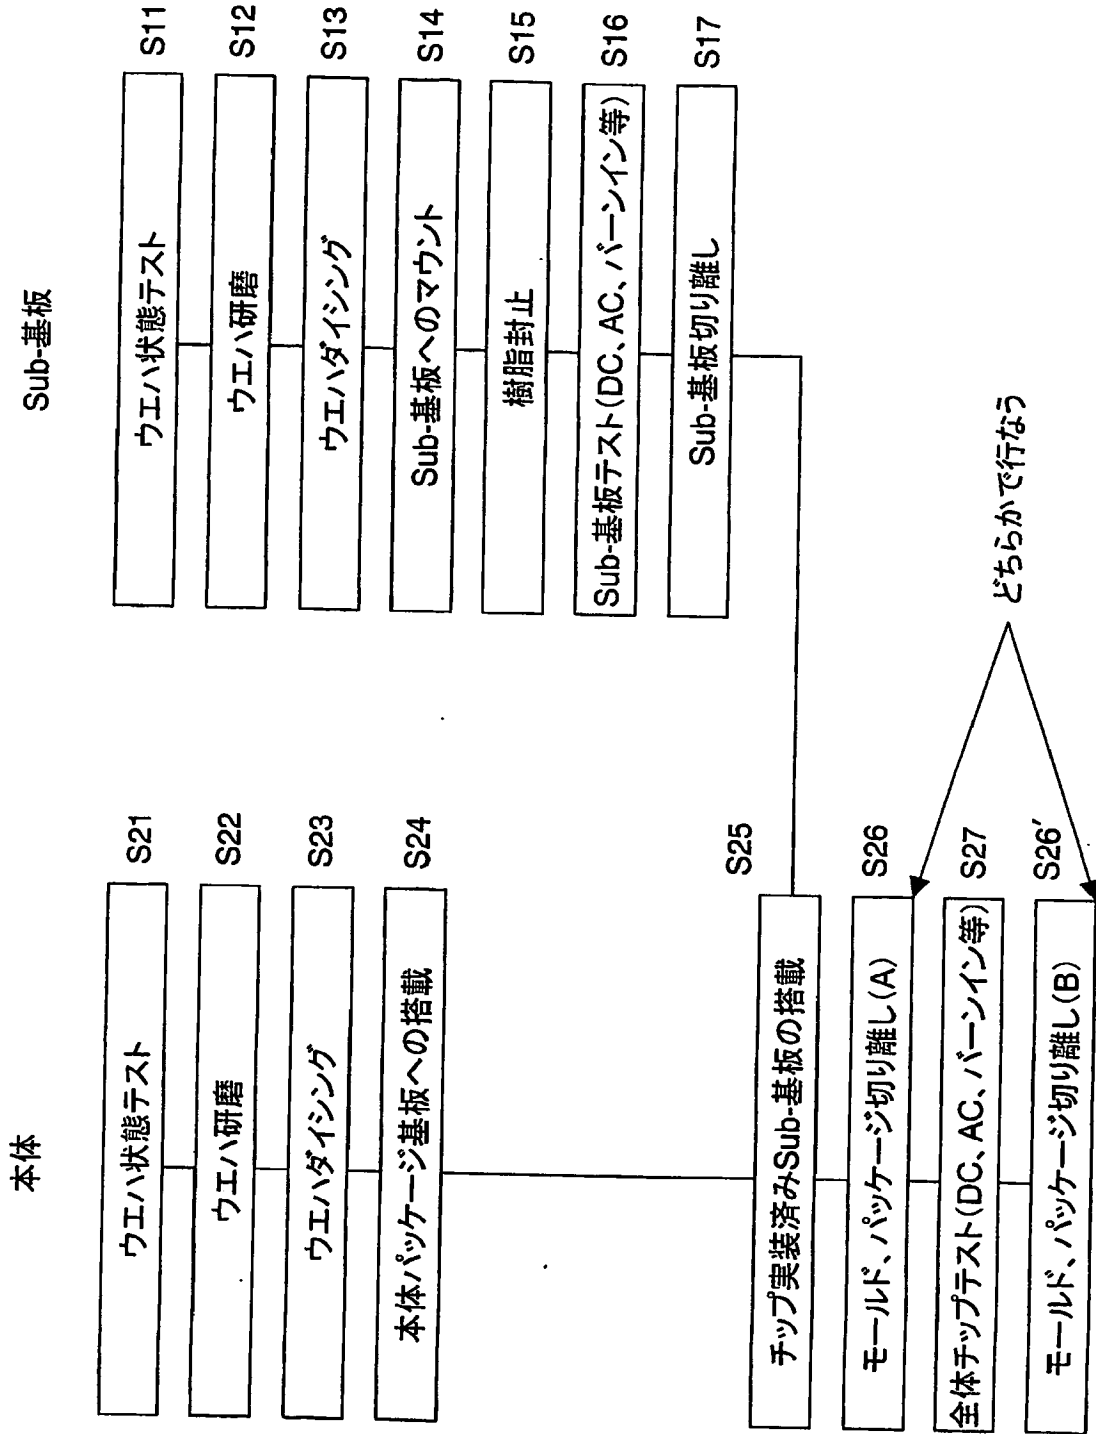 本体
ウエハ状態テスト S21
ウエハ研磨 S22
ウエハダイシング S23
本体パッケージ基板への搭載 S24
チップ実装済みSub-基板の搭載 S25
モールド、パッケージ切り離し(A) S26
全体チップテスト(DC、AC、バーンイン等) S27
モールド、パッケージ切り離し(B) S26′
Sub-基板
ウエハ状態テスト S11
ウエハ研磨 S12
ウエハダイシング S13
Sub-基板へのマウント S14
樹脂封止 S15
Sub-基板テスト(DC、AC、バーンイン等) S16
Sub-基板切り離し S17
どちらかで行なう